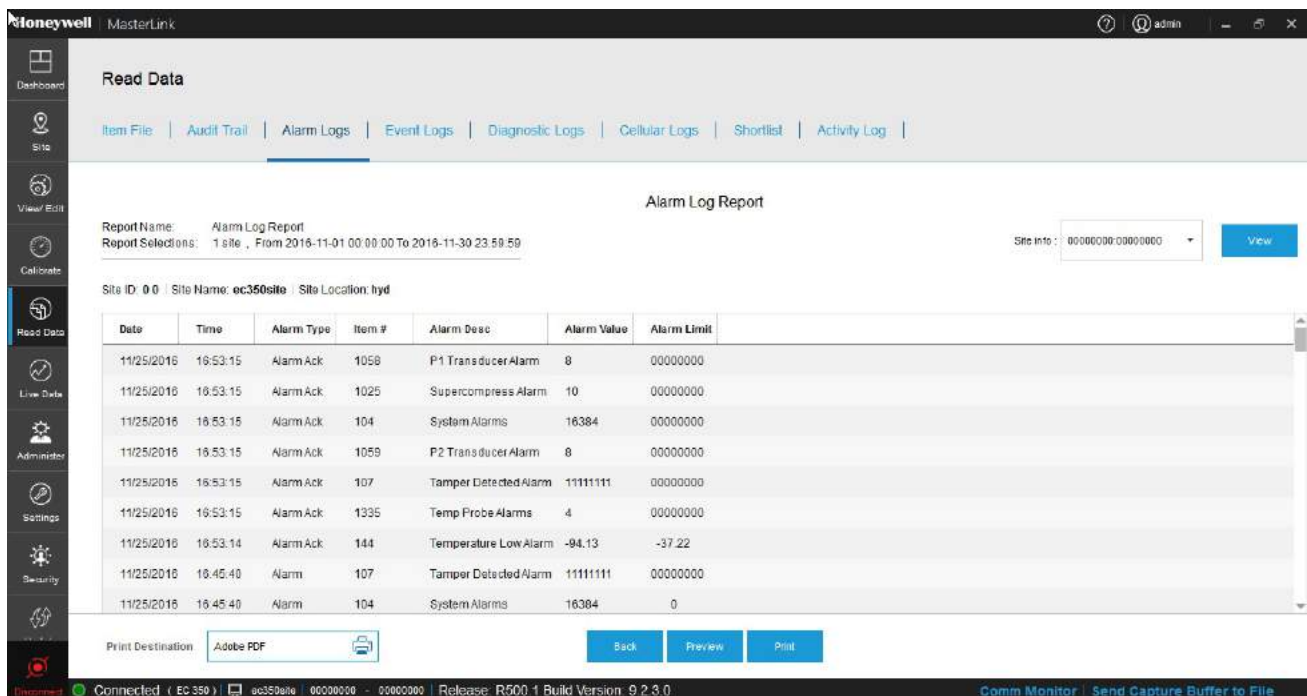 Honeywell | MasterLink admin
Dashboard
Site
View/ Edit
Calibrate
Read Data
Live Data
Administer
Settings
Security
Disconnect
Read Data
Item File | Audit Trail | Alarm Logs | Event Logs | Diagnostic Logs | Cellular Logs | Shortlist | Activity Log |
Alarm Log Report
Report Name: Alarm Log Report
Report Selections: 1 site , From 2016-11-01 00:00:00 To 2016-11-30 23:59:59
Site Info : 00000000:00000000 View
Site ID: 0 0 | Site Name: ec350site | Site Location: hyd
Date Time Alarm Type Item # Alarm Desc Alarm Value Alarm Limit
11/25/2016 16:53:15 Alarm Ack 1058 P1 Transducer Alarm 8 00000000
11/25/2016 16:53:15 Alarm Ack 1025 Supercompress Alarm 10 00000000
11/25/2016 16:53:15 Alarm Ack 104 System Alarms 16384 00000000
11/25/2016 16:53:15 Alarm Ack 1059 P2 Transducer Alarm 8 00000000
11/25/2016 16:53:15 Alarm Ack 107 Tamper Detected Alarm 11111111 00000000
11/25/2016 16:53:15 Alarm Ack 1335 Temp Probe Alarms 4 00000000
11/25/2016 16:53:14 Alarm Ack 144 Temperature Low Alarm -94.13 -37.22
11/25/2016 16:45:40 Alarm 107 Tamper Detected Alarm 11111111 00000000
11/25/2016 16:45:40 Alarm 104 System Alarms 16384 0
Print Destination Adobe PDF Back Preview Print
Connected ( EC 350 ) | ec350site | 00000000 - 00000000 | Release: R500.1 Build Version: 9.2.3.0 Comm Monitor | Send Capture Buffer to File